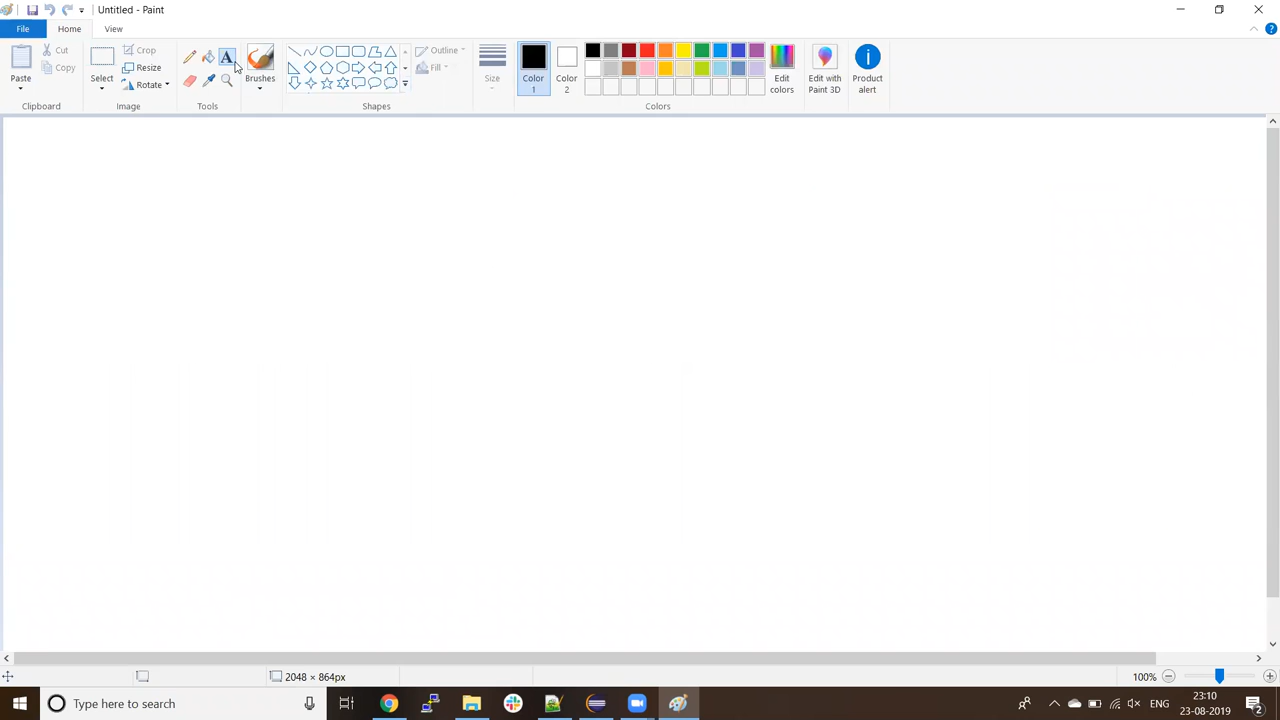 Untitled - Paint
File
Home
View
Paste
Cut
Copy
Clipboard
Select
Crop
Resize
Rotate
Image
A
Tools
Brushes
Shapes
Outline
Fill
Size
Color 1
Color 2
Colors
Edit colors
Edit with Paint 3D
Product alert
2048 × 864px
100%
Type here to search
ENG
23:10
23-08-2019
2